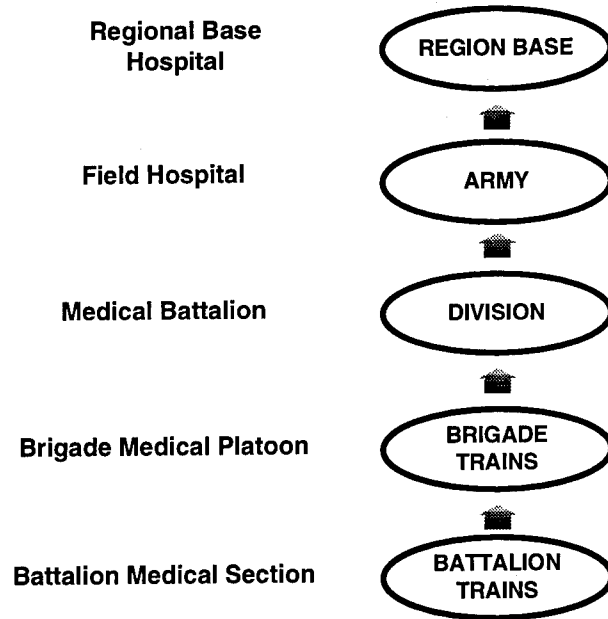 Regional Base
Hospital
REGION BASE
Field Hospital
ARMY
Medical Battalion
DIVISION
Brigade Medical Platoon
BRIGADE
TRAINS
Battalion Medical Section
BATTALION
TRAINS